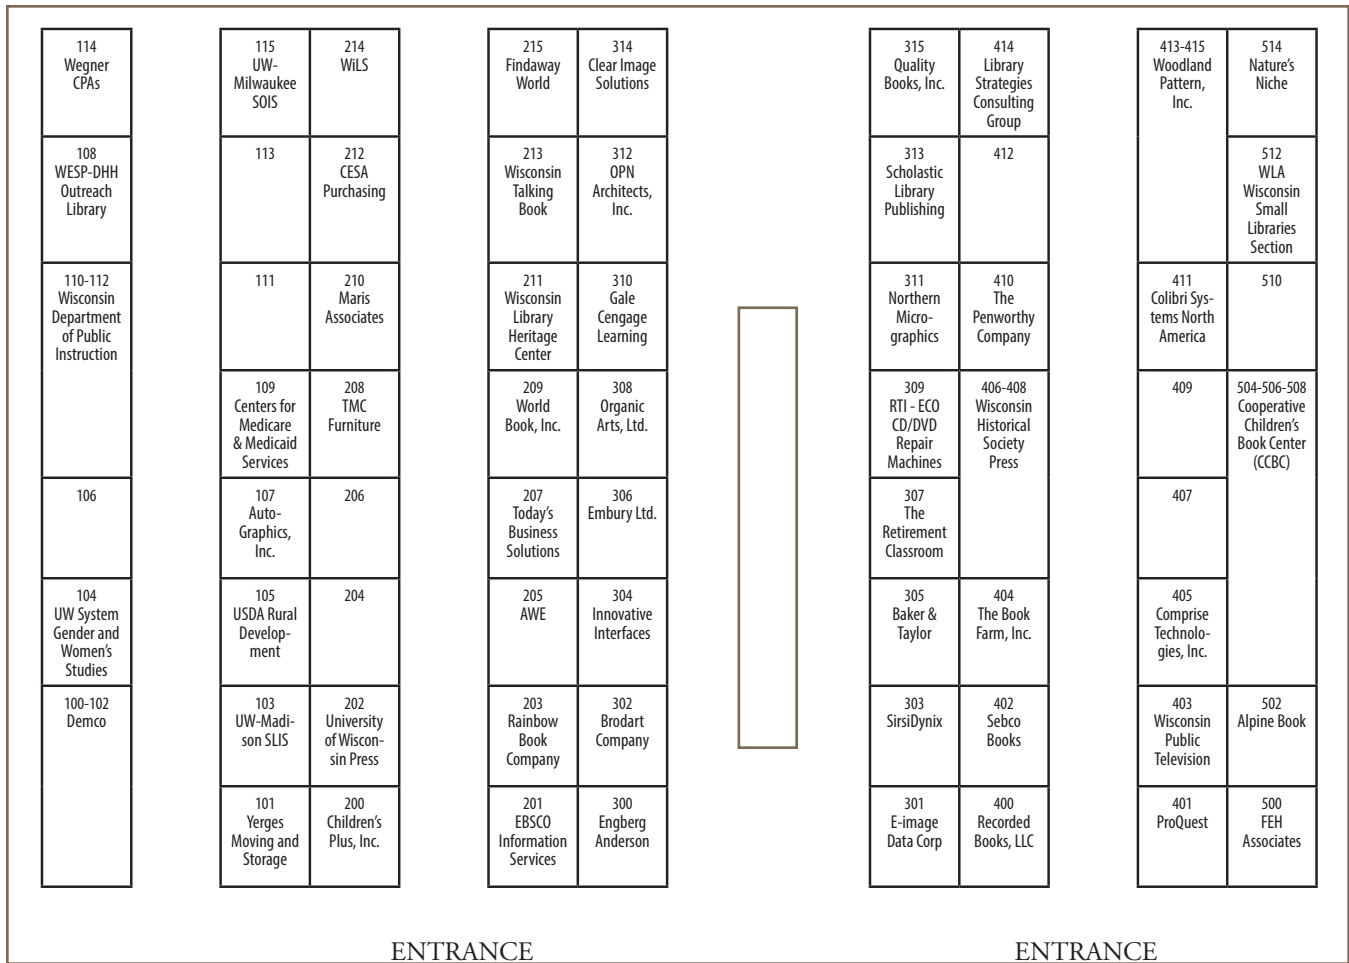 114
Wegner
CPAs
108
WESP-DHH
Outreach
Library
110-112
Wisconsin
Department
of Public
Instruction
106
104
UW System
Gender and
Women's
Studies
100-102
Demco
115
UW-
Milwaukee
SOIS
113
111
109
Centers for
Medicare
& Medicaid
Services
107
Auto-
Graphics,
Inc.
105
USDA Rural
Develop-
ment
103
UW-Madi-
son SLIS
101
Yerges
Moving and
Storage
214
WiLS
212
CESA
Purchasing
210
Maris
Associates
208
TMC
Furniture
206
204
202
University
of Wiscon-
sin Press
200
Children's
Plus, Inc.
215
Findaway
World
213
Wisconsin
Talking
Book
211
Wisconsin
Library
Heritage
Center
209
World
Book, Inc.
207
Today's
Business
Solutions
205
AWE
203
Rainbow
Book
Company
201
EBSCO
Information
Services
314
Clear Image
Solutions
312
OPN
Architects,
Inc.
310
Gale
Cengage
Learning
308
Organic
Arts, Ltd.
306
Embury Ltd.
304
Innovative
Interfaces
302
Brodart
Company
300
Engberg
Anderson
315
Quality
Books, Inc.
313
Scholastic
Library
Publishing
311
Northern
Micro-
graphics
309
RTI - ECO
CD/DVD
Repair
Machines
307
The
Retirement
Classroom
305
Baker &
Taylor
303
SirsiDynix
301
E-image
Data Corp
414
Library
Strategies
Consulting
Group
412
410
The
Penworthy
Company
406-408
Wisconsin
Historical
Society
Press
404
The Book
Farm, Inc.
402
Sebco
Books
400
Recorded
Books, LLC
413-415
Woodland
Pattern,
Inc.
411
Colibri Sys-
tems North
America
409
407
405
Comprise
Technolo-
gies, Inc.
403
Wisconsin
Public
Television
401
ProQuest
514
Nature's
Niche
512
WLA
Wisconsin
Small
Libraries
Section
510
504-506-508
Cooperative
Children's
Book Center
(CCBC)
502
Alpine Book
500
FEH
Associates
ENTRANCE
ENTRANCE